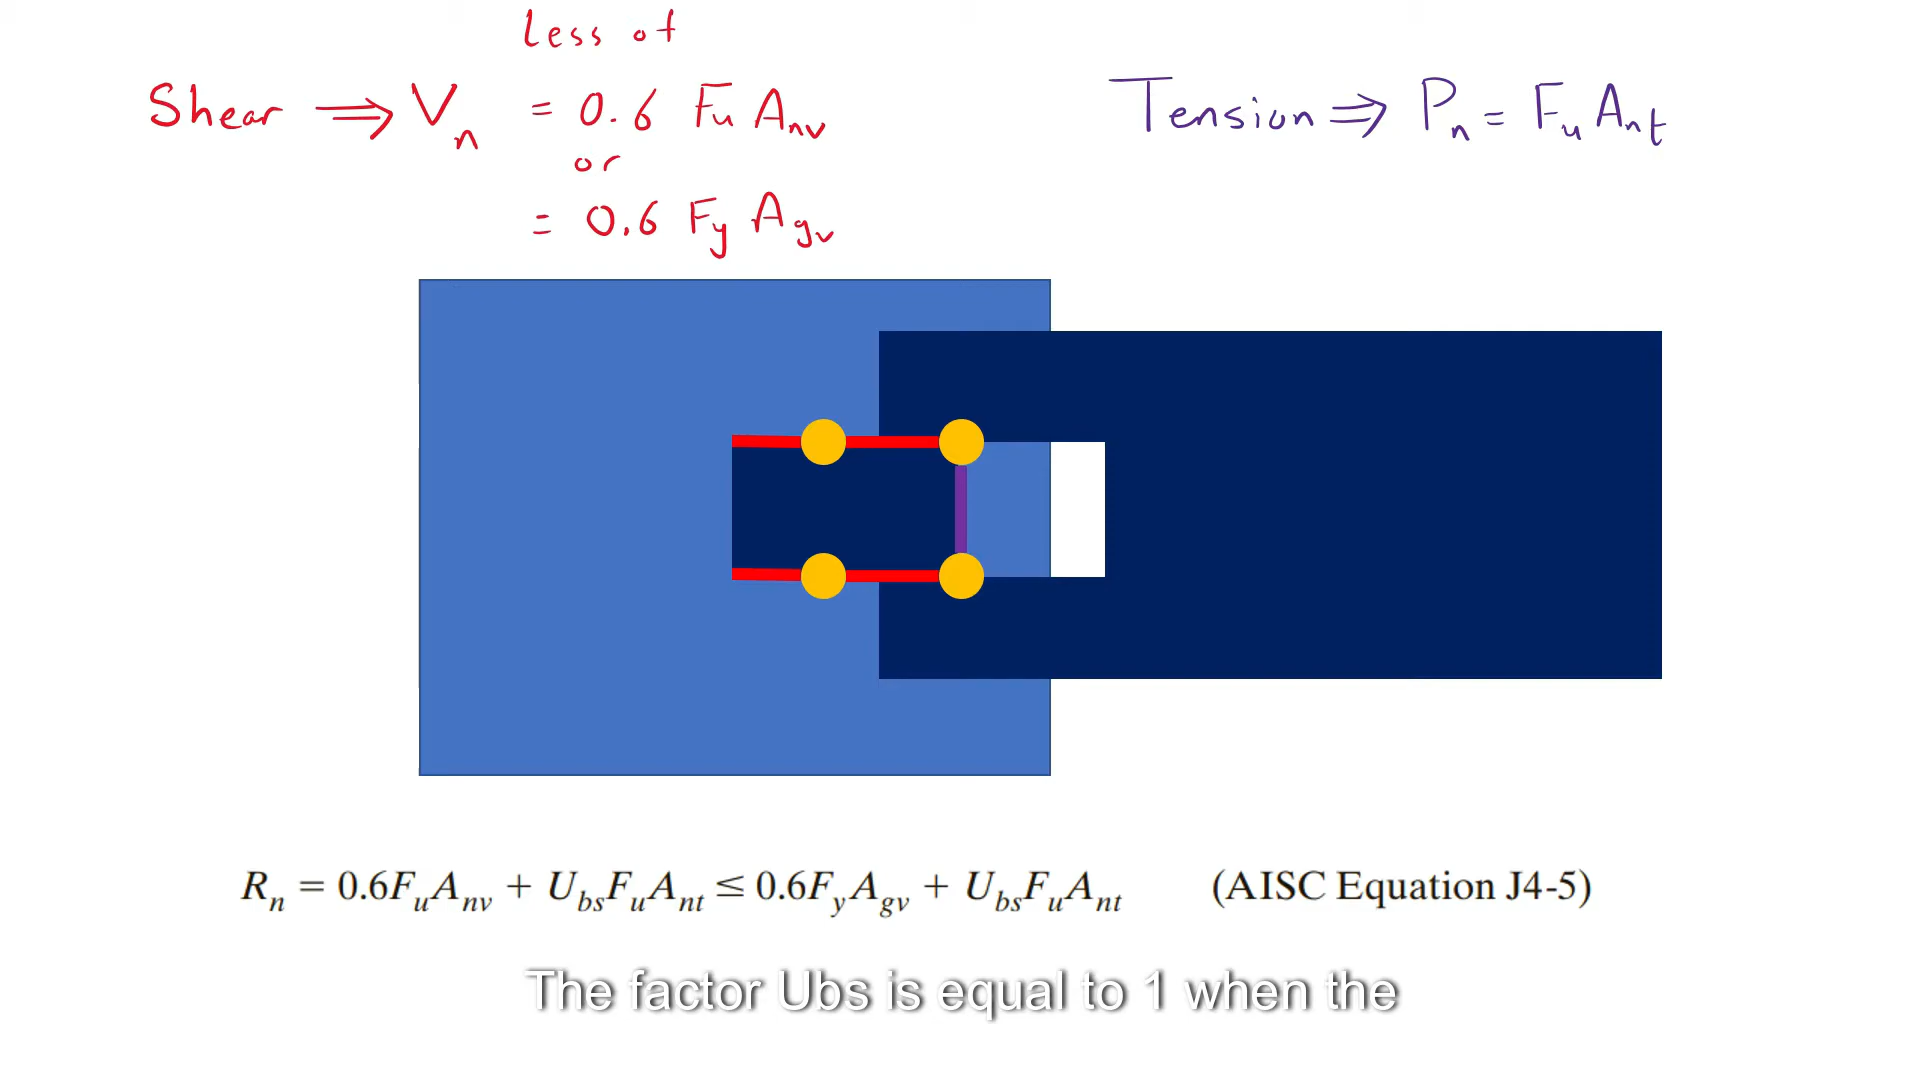 Less of
Shear ⇒ Vn = 0.6 Fu Anv
or
= 0.6 Fy Agv
Tension ⇒ Pn = Fu Ant
Rn = 0.6FuAnv + UbsFuAnt ≤ 0.6FyAgv + UbsFuAnt (AISC Equation J4-5)
The factor Ubs is equal to 1 when the